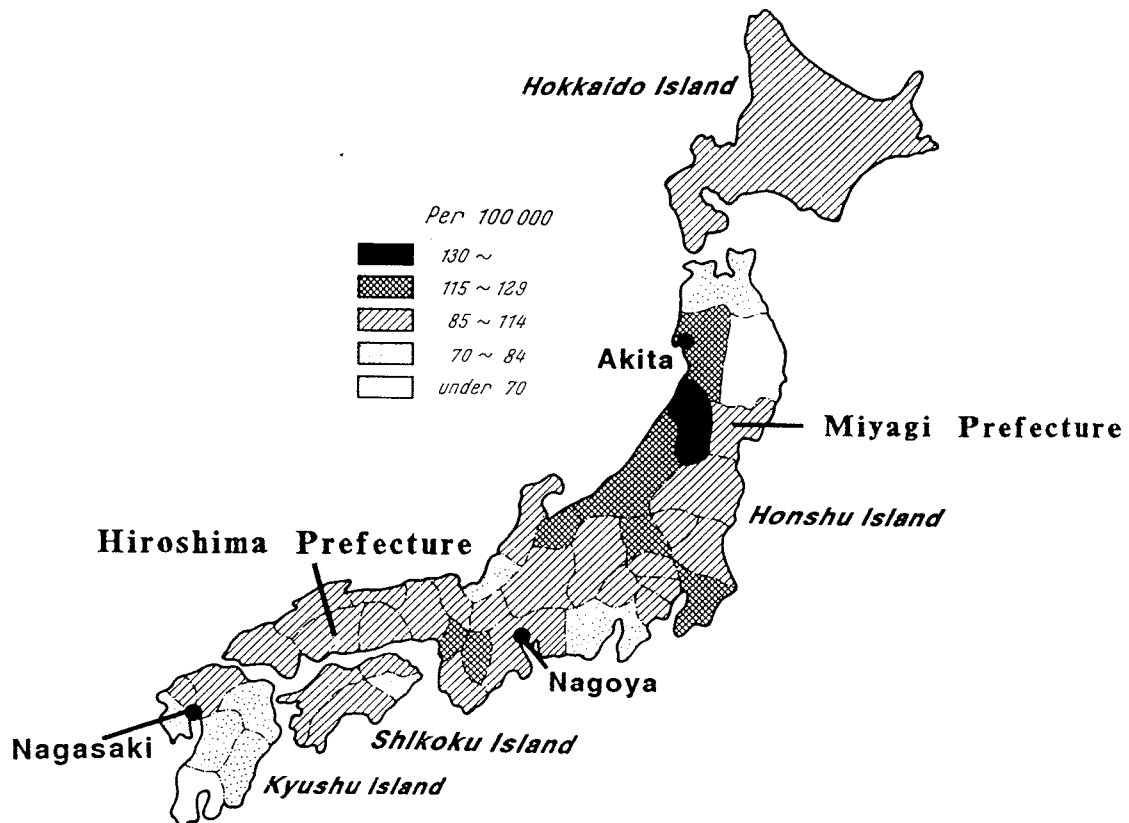 Hokkaido Island
Per 100 000
130 ~
115 ~ 129
85 ~ 114
70 ~ 84
under 70
Akita
Miyagi Prefecture
Honshu Island
Hiroshima Prefecture
Nagoya
Nagasaki
Shikoku Island
Kyushu Island